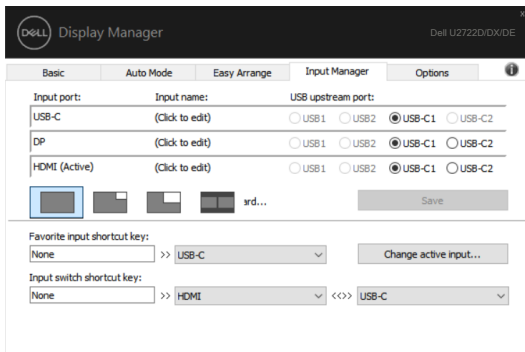 DELL Display Manager Dell U2722D/DX/DE
Basic Auto Mode Easy Arrange Input Manager Options
Input port: Input name: USB upstream port:
USB-C (Click to edit) USB1 USB2 USB-C1 USB-C2
DP (Click to edit) USB1 USB2 USB-C1 USB-C2
HDMI (Active) (Click to edit) USB1 USB2 USB-C1 USB-C2
ard... Save
Favorite input shortcut key:
None >> USB-C Change active input...
Input switch shortcut key:
None >> HDMI <<>> USB-C